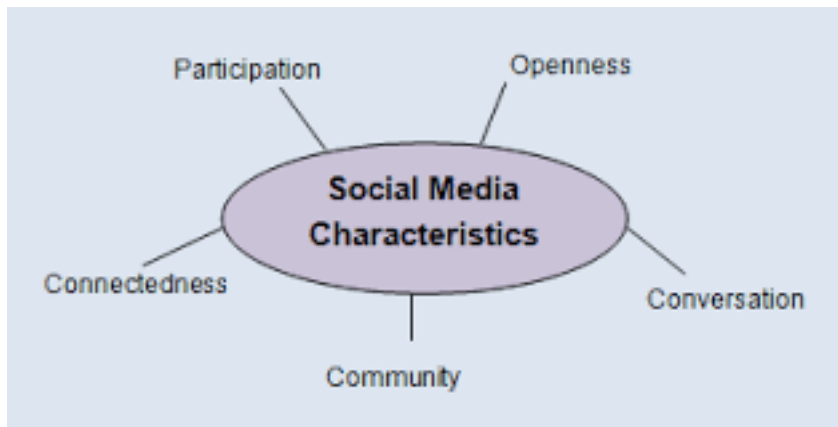 Participation
Openness
Social Media
Characteristics
Connectedness
Conversation
Community